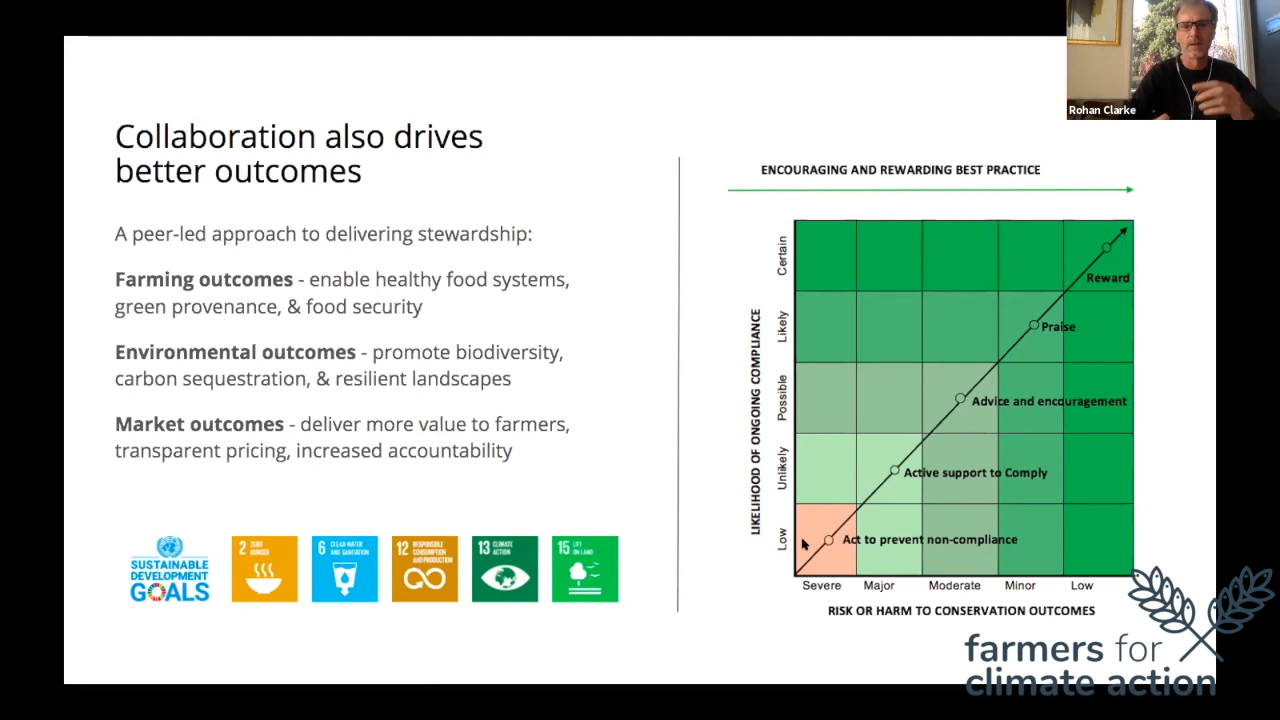 Rohan Clarke
Collaboration also drives
better outcomes
A peer-led approach to delivering stewardship:
Farming outcomes - enable healthy food systems,
green provenance, & food security
Environmental outcomes - promote biodiversity,
carbon sequestration, & resilient landscapes
Market outcomes - deliver more value to farmers,
transparent pricing, increased accountability
SUSTAINABLE
DEVELOPMENT
GOALS
2 ZERO
HUNGER
6 CLEAN WATER
AND SANITATION
12 RESPONSIBLE
CONSUMPTION
AND PRODUCTION
13 CLIMATE
ACTION
15 LIFE
ON LAND
ENCOURAGING AND REWARDING BEST PRACTICE
LIKELIHOOD OF ONGOING COMPLIANCE
Certain
Likely
Possible
Unlikely
Low
Reward
Praise
Advice and encouragement
Active support to Comply
Act to prevent non-compliance
Severe
Major
Moderate
Minor
Low
RISK OR HARM TO CONSERVATION OUTCOMES
farmers for
climate action